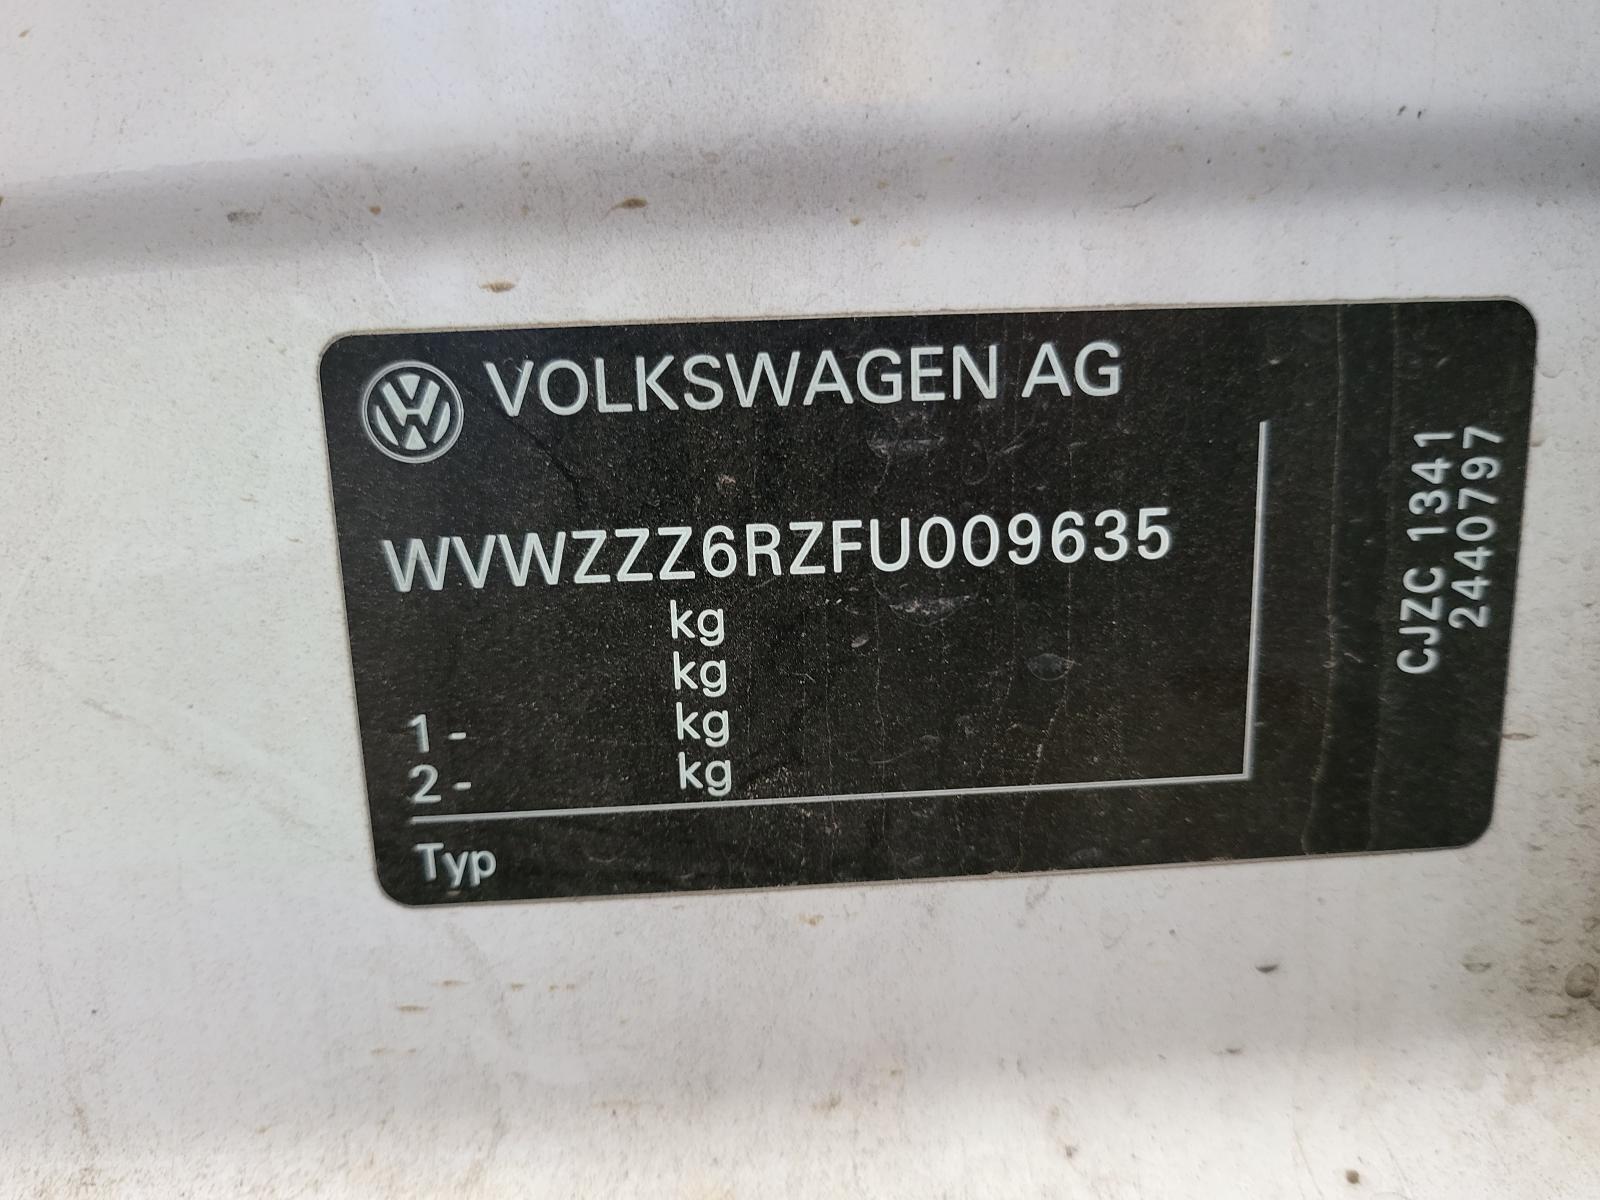 VOLKSWAGEN AG
WVWZZZ6RZFU009635
kg
kg
1- kg
2- kg
Typ
CJZC 1341
2440797